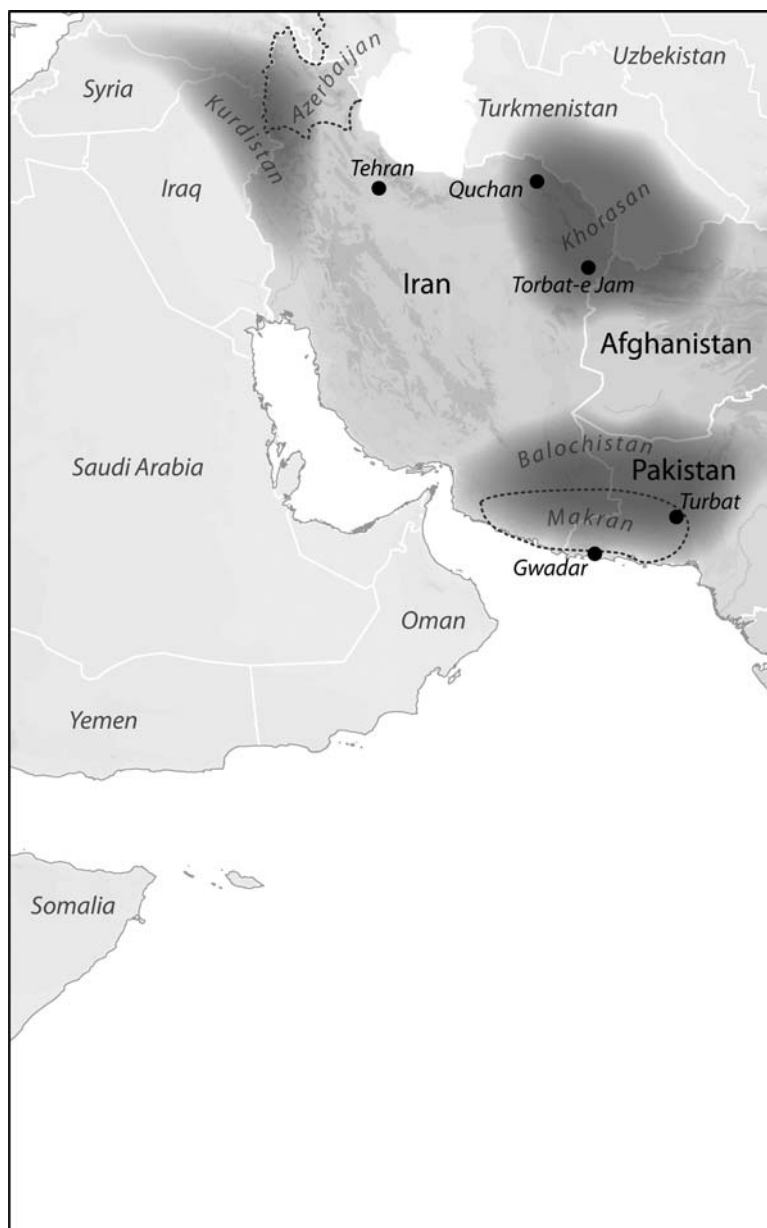 Uzbekistan
Azerbaijan
Syria
Turkmenistan
Kurdistan
Tehran
Iraq
Quchan
Khorasan
Torbat-e Jam
Iran
Afghanistan
Balochistan
Saudi Arabia
Pakistan
Turbat
Makran
Gwadar
Oman
Yemen
Somalia